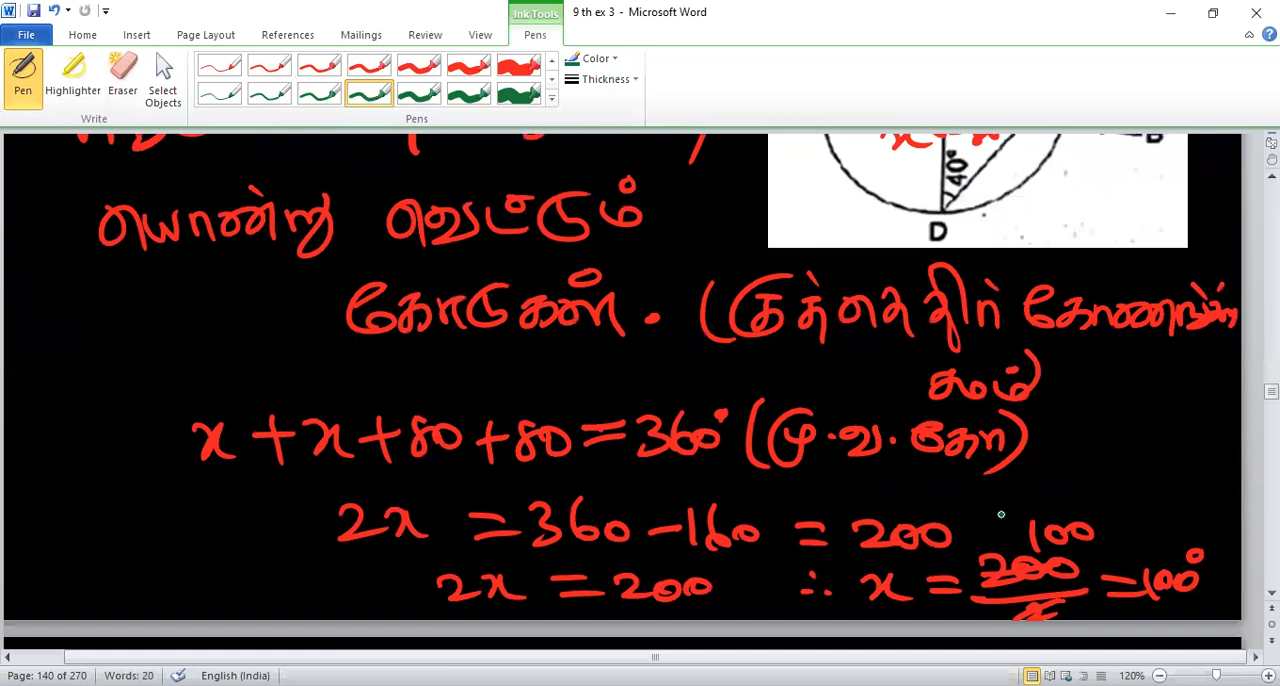 9 th ex 3 - Microsoft Word
Ink Tools
File Home Insert Page Layout References Mailings Review View Pens
Pen Highlighter Eraser Select Objects
Color
Thickness
Write Pens
40°
D
யொன்று வெட்டும்
கோடுகள். (குத்தெதிர் கோணங்கள்
சமம்)
x + x + 80 + 80 = 360° (மு.வ.கோ)
2x = 360 - 160 = 200
2x = 200 ∴ x = 200/2 = 100°
100
Page: 140 of 270 Words: 20 English (India) 120%